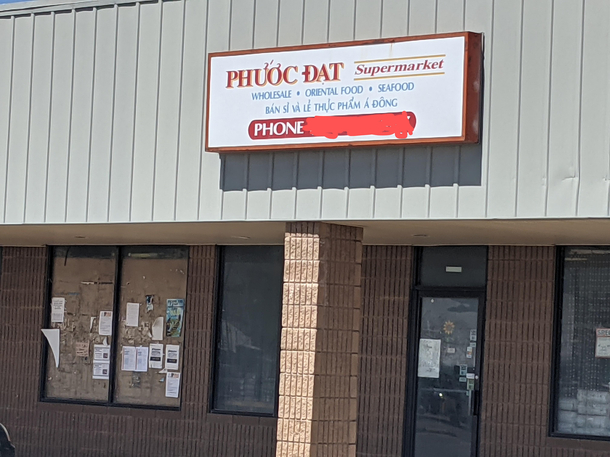 PHƯỚC ĐẠT Supermarket
WHOLESALE • ORIENTAL FOOD • SEAFOOD
BÁN SỈ VÀ LẺ THỰC PHẨM Á ĐÔNG
PHONE